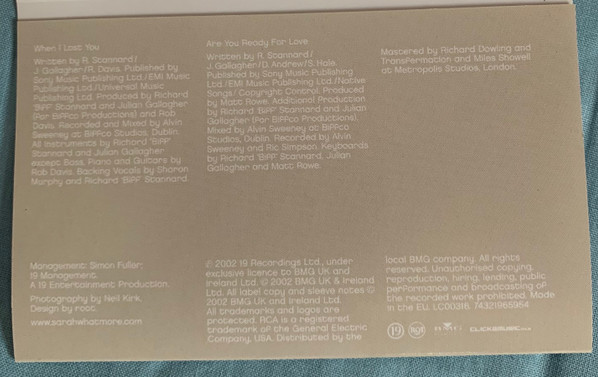 When I Lost You
Written by R. Stannard /
J. Gallagher /R. Davis. Published by
Sony Music Publishing Ltd / EMI Music
Publishing Ltd. /Universal Music
Publishing Ltd. Produced by Richard
'Biff' Stannard and Julian Gallagher
(For Biffco Productions) and Rob
Davis. Recorded and Mixed by Alvin
Sweeney at Biffco Studios, Dublin.
All Instruments by Richard 'Biff'
Stannard and Julian Gallagher
except Bass, Piano and Guitars by
Rob Davis. Backing Vocals by Sharon
Murphy and Richard 'Biff' Stannard.
Are You Ready For Love
Written by R. Stannard /
J. Gallagher / D. Andrew / S. Hale.
Published by Sony Music Publishing
Ltd. / EMI Music Publishing Ltd./ Native
Songs / Copyright Control. Produced
by Matt Rowe. Additional Production
by Richard 'Biff' Stannard and Julian
Gallagher (For Biffco Productions).
Mixed by Alvin Sweeney at Biffco
Studios, Dublin. Recorded by Alvin
Sweeney and Ric Simpson. Keyboards
by Richard 'Biff' Stannard, Julian
Gallagher and Matt Rowe.
Mastered by Richard Dowling and
Transfermation and Miles Showell
at Metropolis Studios, London.
Management: Simon Fuller:
19 Management.
A 19 Entertainment Production.
Photography by Neil Kirk.
Design by root.
www.sarahwhatmore.com
℗ 2002 19 Recordings Ltd., under
exclusive licence to BMG UK and
Ireland Ltd. © 2002 BMG UK & Ireland
Ltd. All label copy and sleeve notes ©
2002 BMG UK and Ireland Ltd.
All trademarks and logos are
protected. RCA is a registered
trademark of the General Electric
Company, USA. Distributed by the
local BMG company. All rights
reserved. Unauthorised copying,
reproduction, hiring, lending, public
performance and broadcasting of
the recorded work prohibited. Made
in the EU. LC00316. 74321965954
19 BMG CLICK2MUSIC.co.uk